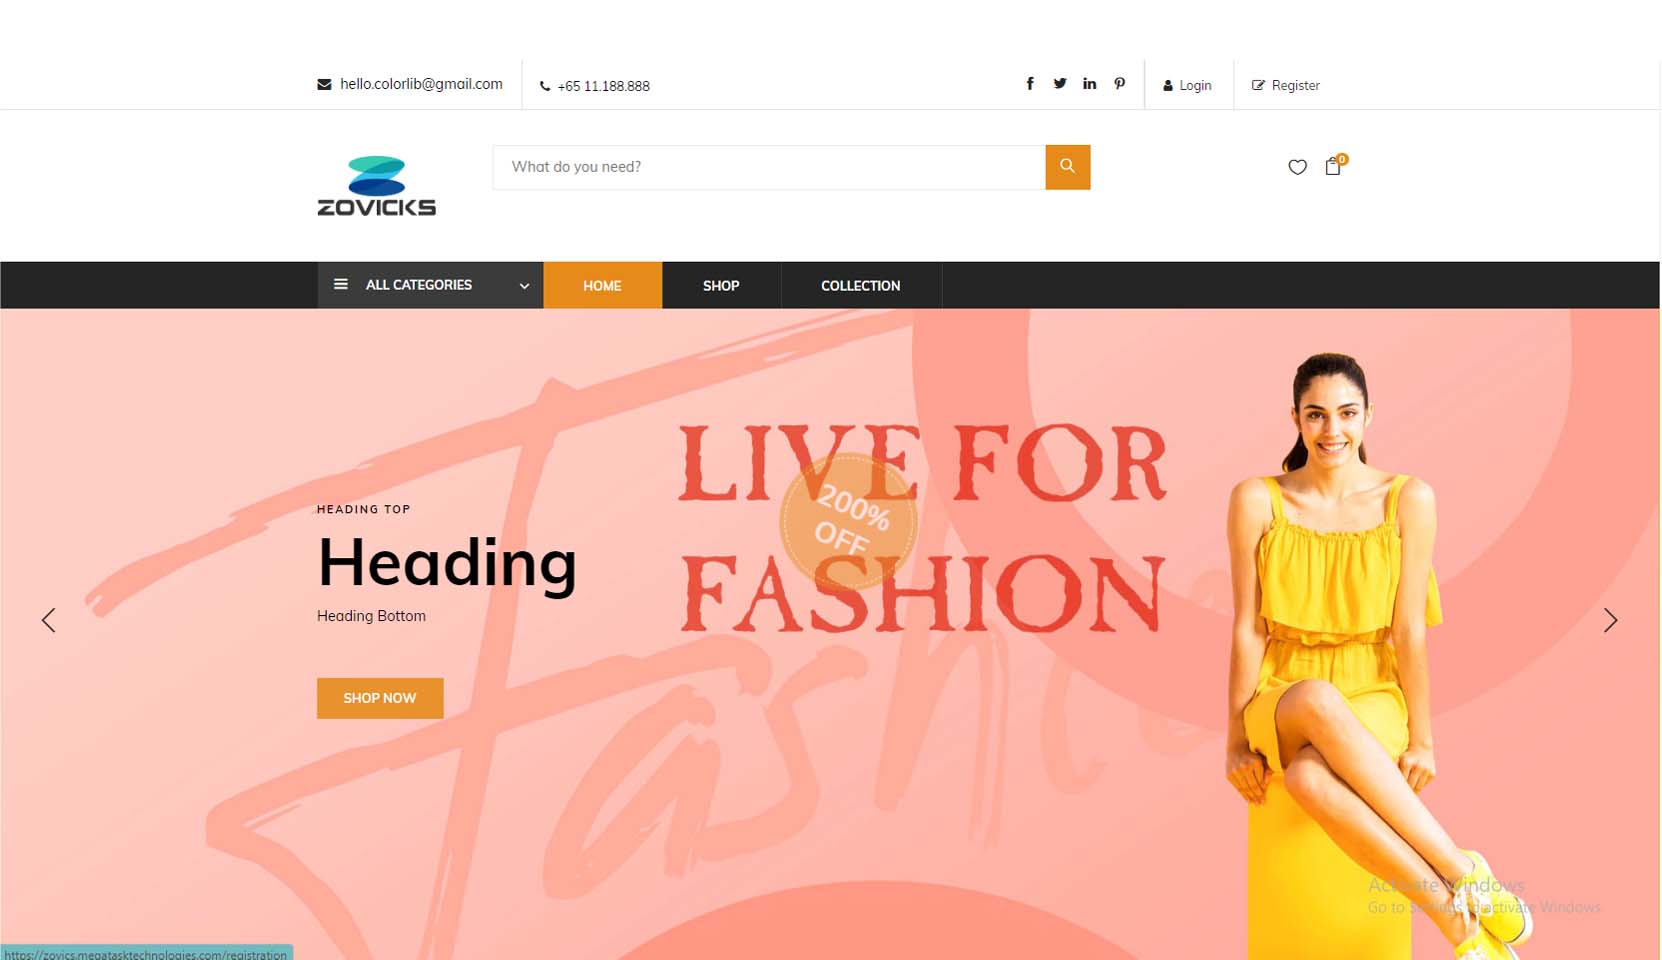 hello.colorlib@gmail.com
+65 11.188.888
Login
Register
ZOVICKS
What do you need?
0
ALL CATEGORIES
HOME
SHOP
COLLECTION
Fashion
LIVE FOR
FASHION
200%
OFF
HEADING TOP
Heading
Heading Bottom
SHOP NOW
Activate Windows
Go to Settings to activate Windows.
https://zovics.megatasktechnologies.com/registration